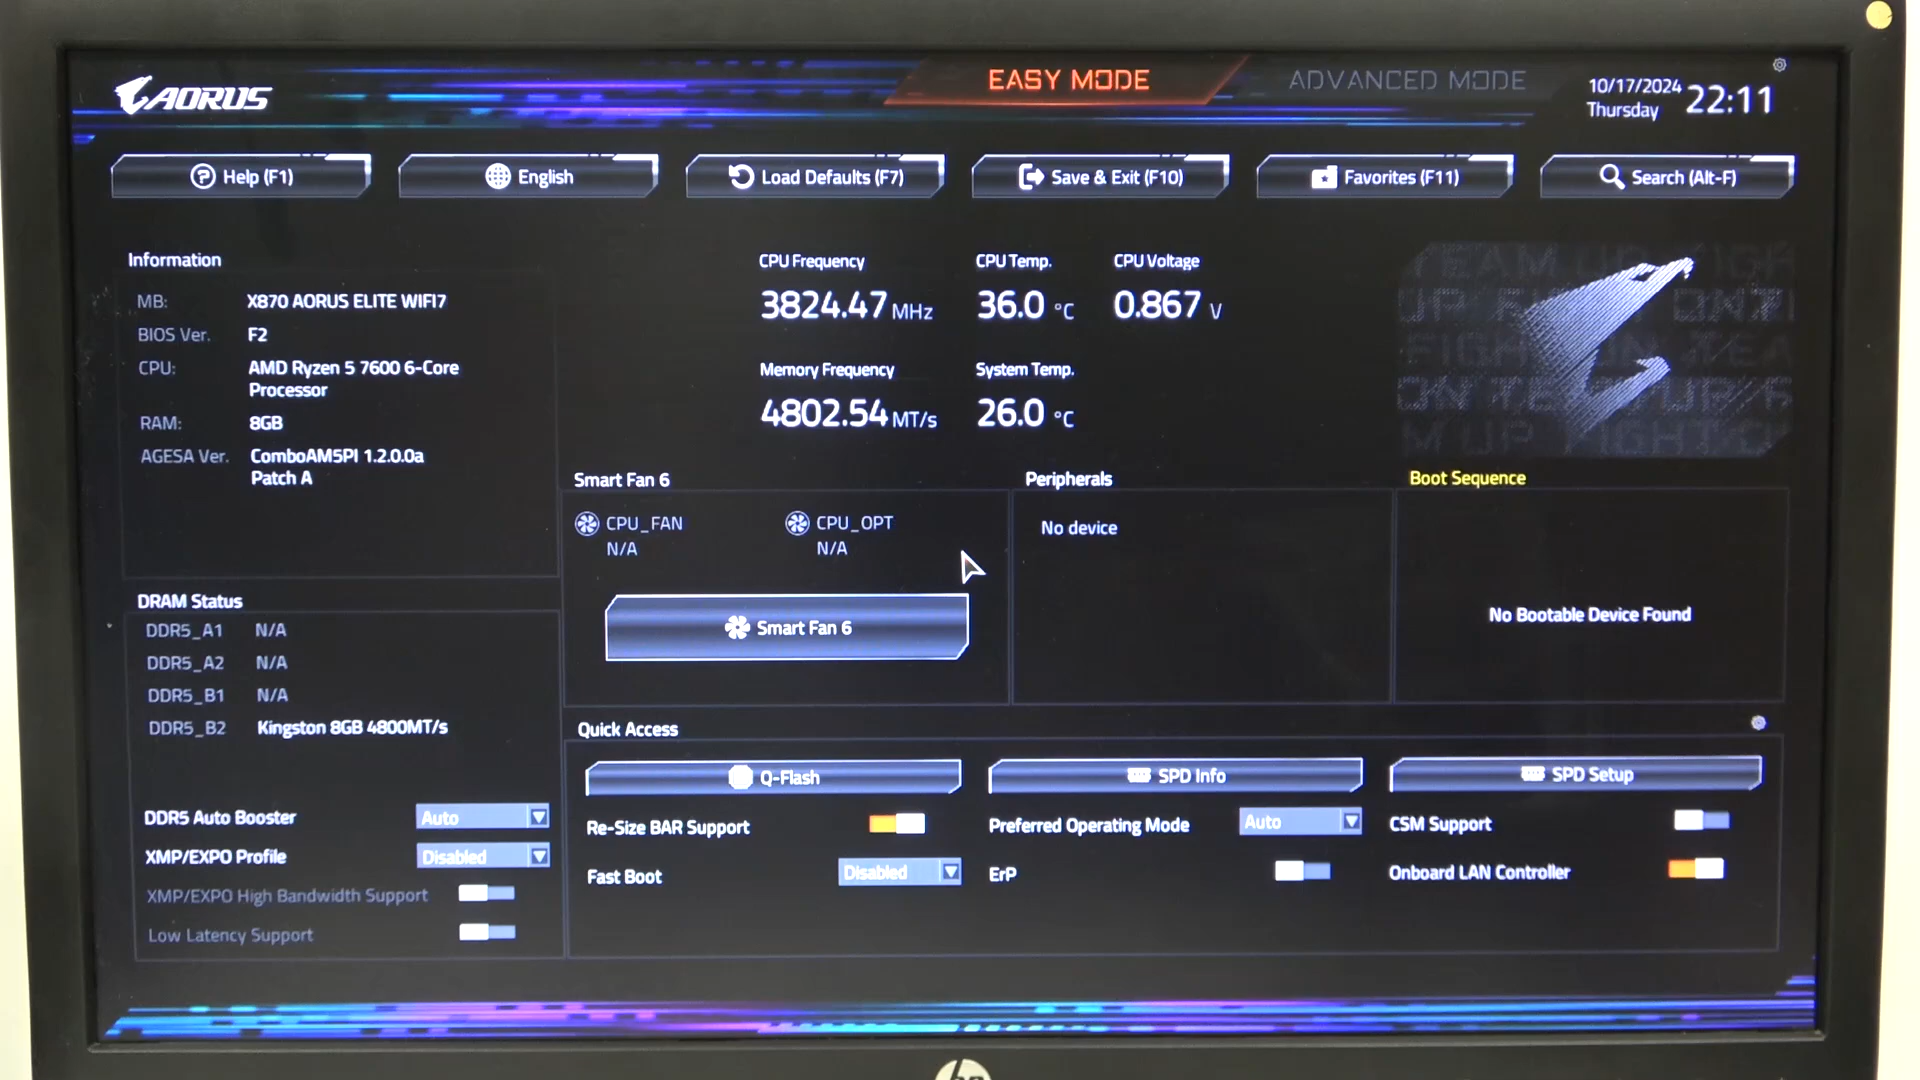 AORUS
EASY MODE
ADVANCED MODE
10/17/2024
Thursday
22:11
Help (F1)
English
Load Defaults (F7)
Save & Exit (F10)
Favorites (F11)
Search (Alt-F)
Information
MB: X870 AORUS ELITE WIFI7
BIOS Ver. F2
CPU: AMD Ryzen 5 7600 6-Core
Processor
RAM: 8GB
AGESA Ver. ComboAM5PI 1.2.0.0a
Patch A
CPU Frequency
3824.47 MHz
CPU Temp.
36.0 °C
CPU Voltage
0.867 V
Memory Frequency
4802.54 MT/s
System Temp.
26.0 °C
Smart Fan 6
CPU_FAN
N/A
CPU_OPT
N/A
Smart Fan 6
Peripherals
No device
Boot Sequence
No Bootable Device Found
DRAM Status
DDR5_A1 N/A
DDR5_A2 N/A
DDR5_B1 N/A
DDR5_B2 Kingston 8GB 4800MT/s
DDR5 Auto Booster Auto
XMP/EXPO Profile Disabled
XMP/EXPO High Bandwidth Support
Low Latency Support
Quick Access
Q-Flash
SPD Info
SPD Setup
Re-Size BAR Support
Preferred Operating Mode Auto
CSM Support
Fast Boot Disabled
ErP
Onboard LAN Controller
hp